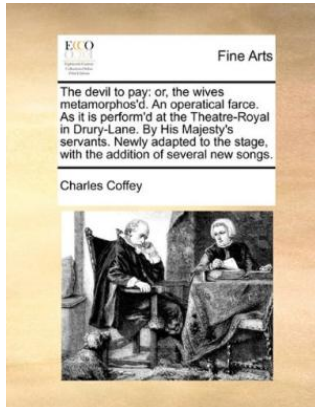 ECCO
Fine Arts
The devil to pay: or, the wives
metamorphos'd. An operatical farce.
As it is perform'd at the Theatre-Royal
in Drury-Lane. By His Majesty's
servants. Newly adapted to the stage,
with the addition of several new songs.
Charles Coffey